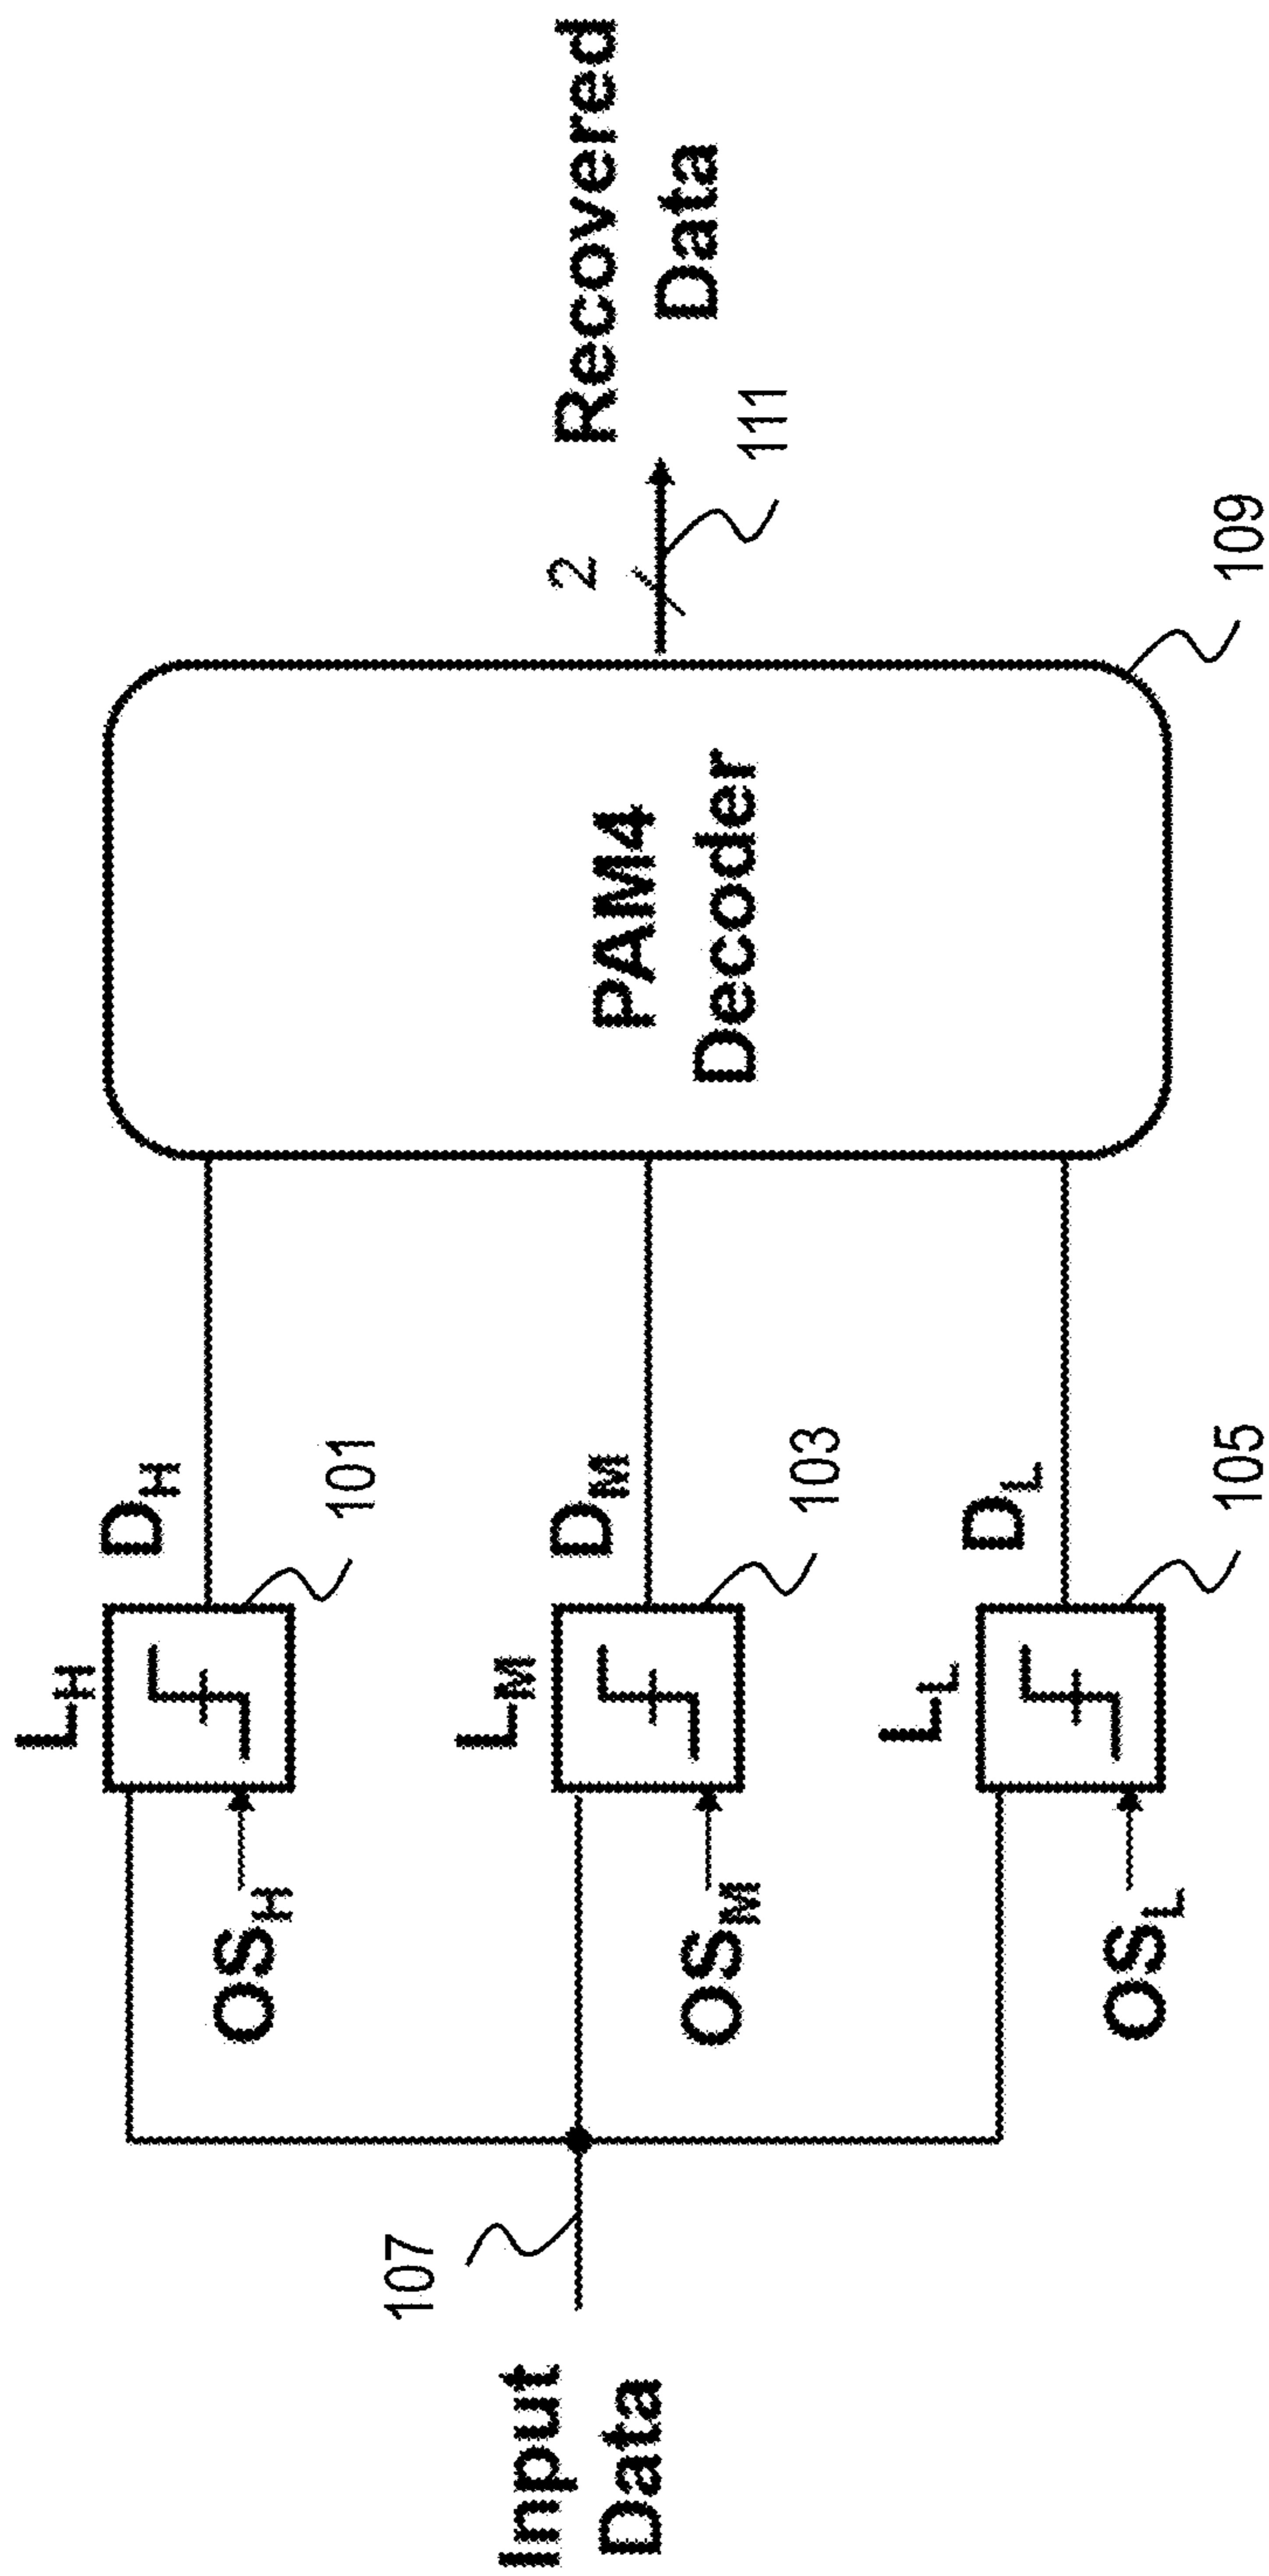 Input
Data
107
L_H
OS_H
D_H
101
L_M
OS_M
D_M
103
L_L
OS_L
D_L
105
PAM4
Decoder
109
2
111
Recovered
Data